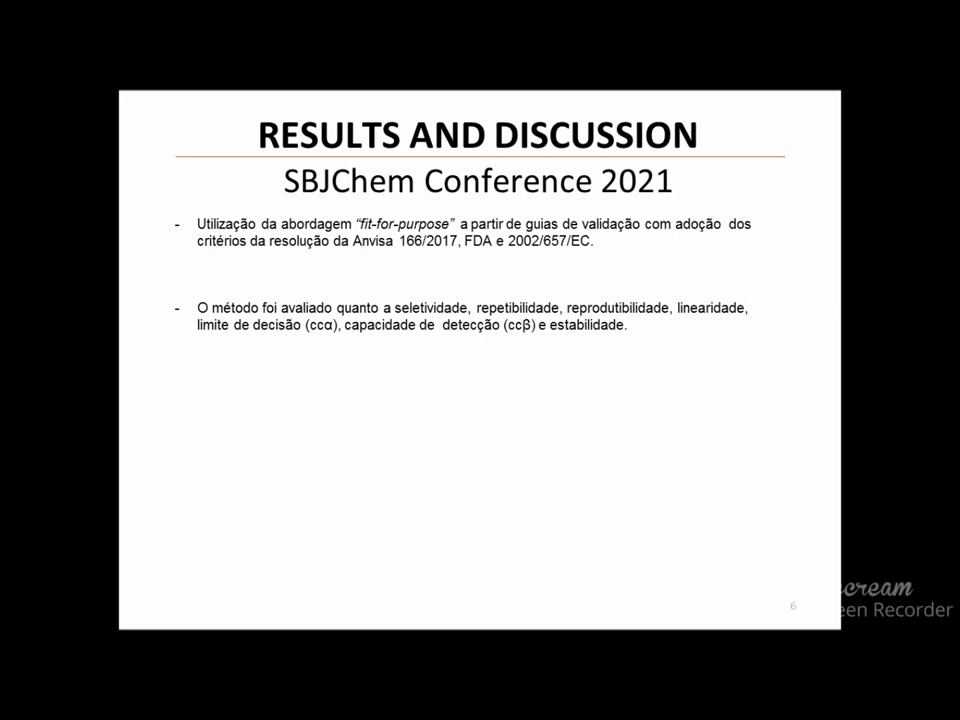 RESULTS AND DISCUSSION
SBJChem Conference 2021
- Utilização da abordagem “fit-for-purpose” a partir de guias de validação com adoção dos
critérios da resolução da Anvisa 166/2017, FDA e 2002/657/EC.
- O método foi avaliado quanto a seletividade, repetibilidade, reprodutibilidade, linearidade,
limite de decisão (ccα), capacidade de detecção (ccβ) e estabilidade.
6
Recorder